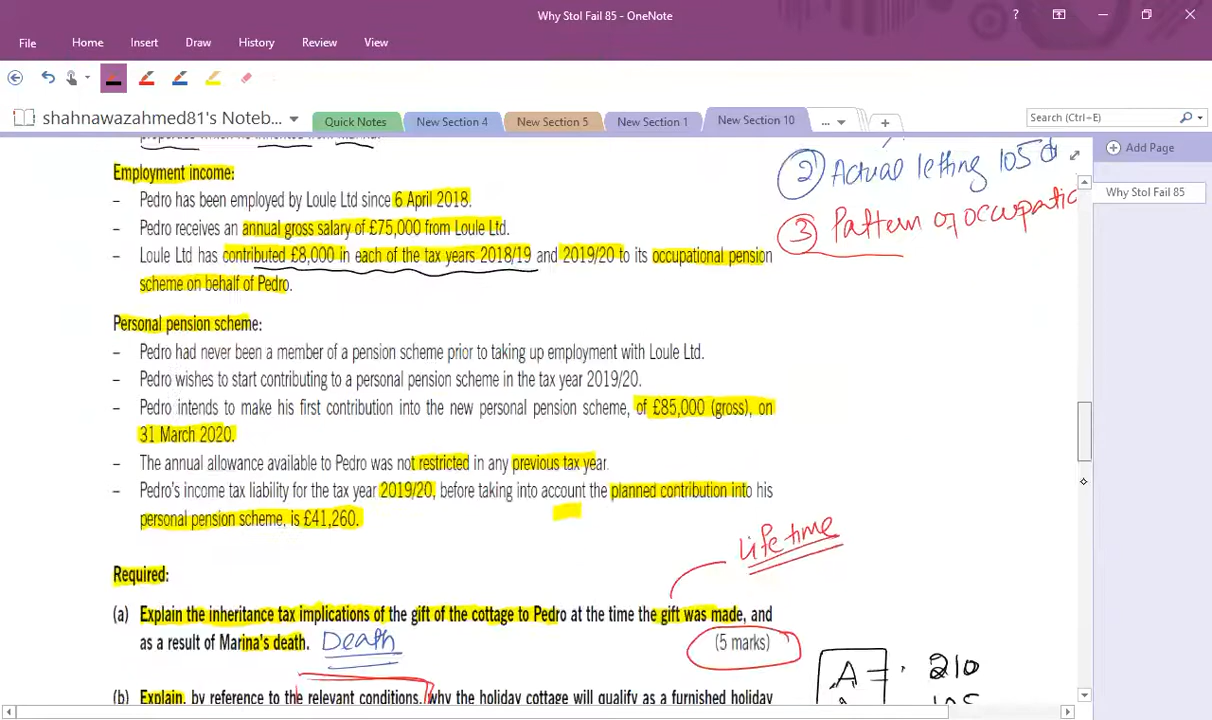 Why Stol Fail 85 - OneNote
?
File Home Insert Draw History Review View
shahnawazahmed81's Noteb... Quick Notes New Section 4 New Section 5 New Section 1 New Section 10 ... + Search (Ctrl+E)
Add Page
Why Stol Fail 85
properties which he inherited from Marina.
② Actual letting 105 d
③ Pattern of occupatio
Employment income:
– Pedro has been employed by Loule Ltd since 6 April 2018.
– Pedro receives an annual gross salary of £75,000 from Loule Ltd.
– Loule Ltd has contributed £8,000 in each of the tax years 2018/19 and 2019/20 to its occupational pension
scheme on behalf of Pedro.
Personal pension scheme:
– Pedro had never been a member of a pension scheme prior to taking up employment with Loule Ltd.
– Pedro wishes to start contributing to a personal pension scheme in the tax year 2019/20.
– Pedro intends to make his first contribution into the new personal pension scheme, of £85,000 (gross), on
31 March 2020.
– The annual allowance available to Pedro was not restricted in any previous tax year.
– Pedro's income tax liability for the tax year 2019/20, before taking into account the planned contribution into his
personal pension scheme, is £41,260.
Lifetime
Required:
(a) Explain the inheritance tax implications of the gift of the cottage to Pedro at the time the gift was made, and
as a result of Marina's death. Death (5 marks)
A = 210
105
(b) Explain, by reference to the relevant conditions, why the holiday cottage will qualify as a furnished holiday